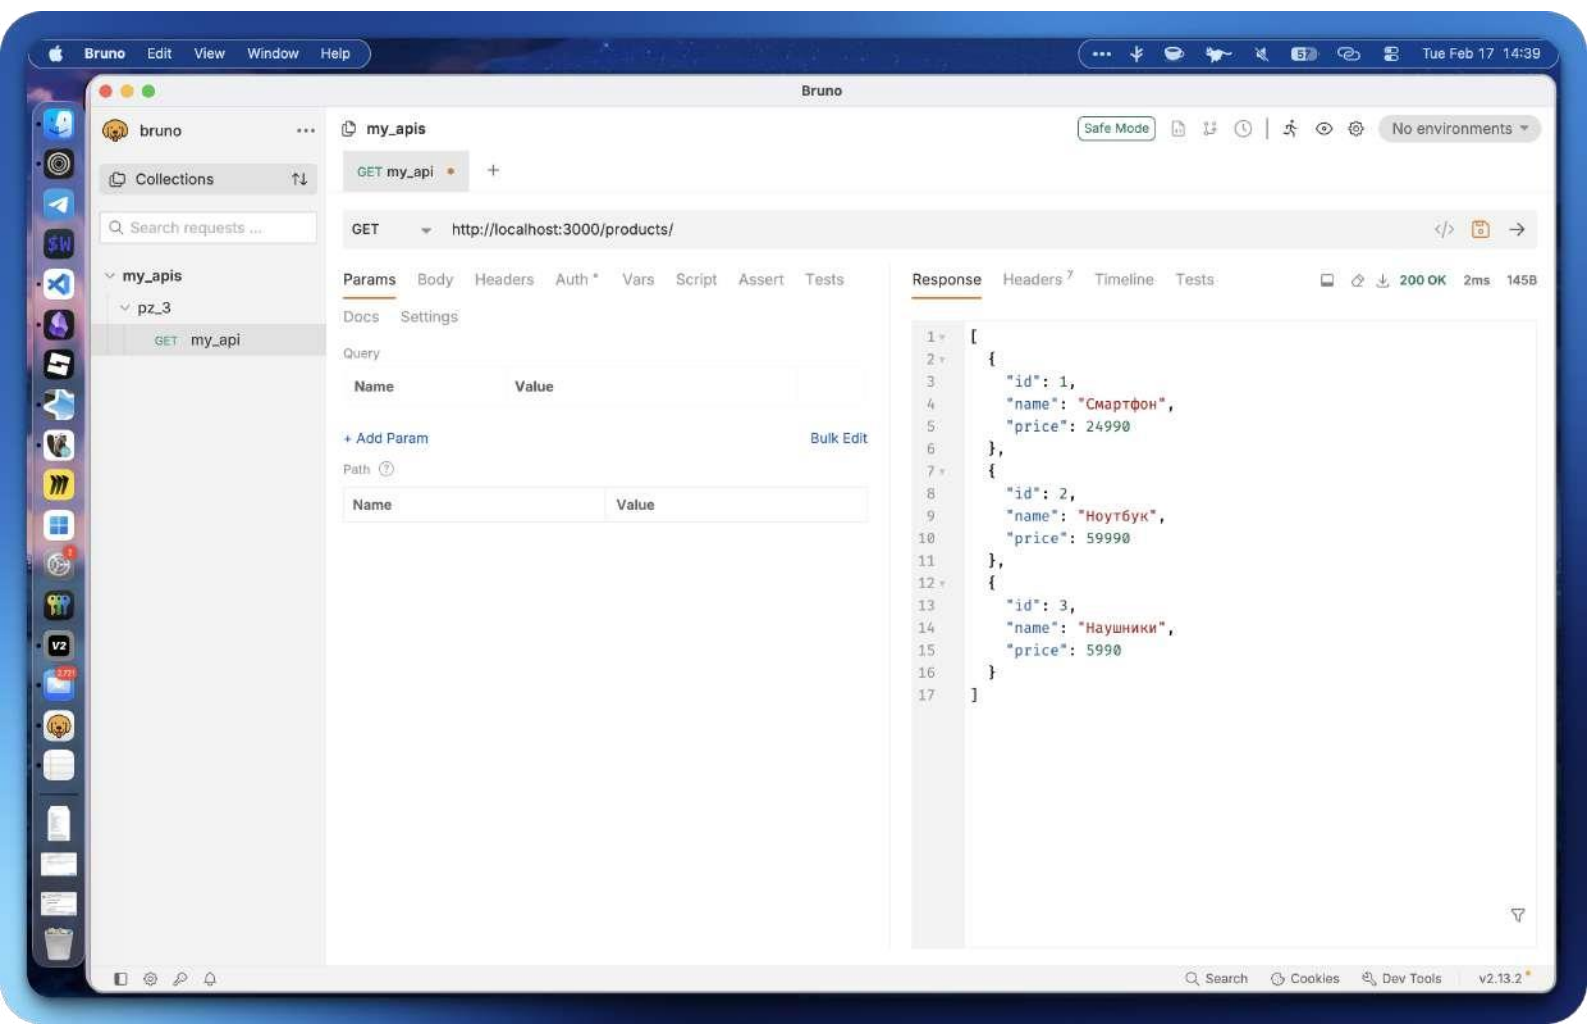 Bruno Edit View Window Help
57
Tue Feb 17 14:39
Bruno
bruno
my_apis
Safe Mode
No environments
Collections
GET my_api
Search requests ...
GET
http://localhost:3000/products/
my_apis
pz_3
GET my_api
Params Body Headers Auth Vars Script Assert Tests
Docs Settings
Query
Name Value
+ Add Param Bulk Edit
Path
Name Value
Response Headers 7 Timeline Tests
200 OK 2ms 145B
1 [
2 {
3 "id": 1,
4 "name": "Смартфон",
5 "price": 24990
6 },
7 {
8 "id": 2,
9 "name": "Ноутбук",
10 "price": 59990
11 },
12 {
13 "id": 3,
14 "name": "Наушники",
15 "price": 5990
16 }
17 ]
$W
V2
Search Cookies Dev Tools v2.13.2